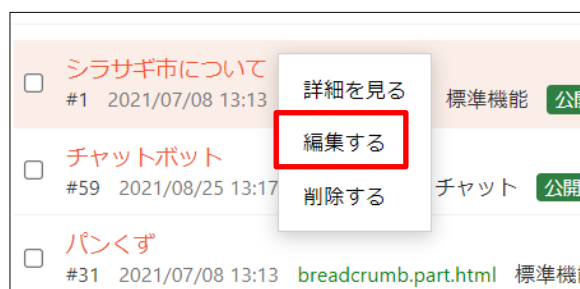 シラサギ市について
#1 2021/07/08 13:13 標準機能
詳細を見る
編集する
削除する
チャットボット
#59 2021/08/25 13:17 チャット 公開
パンくず
#31 2021/07/08 13:13 breadcrumb.part.html 標準機